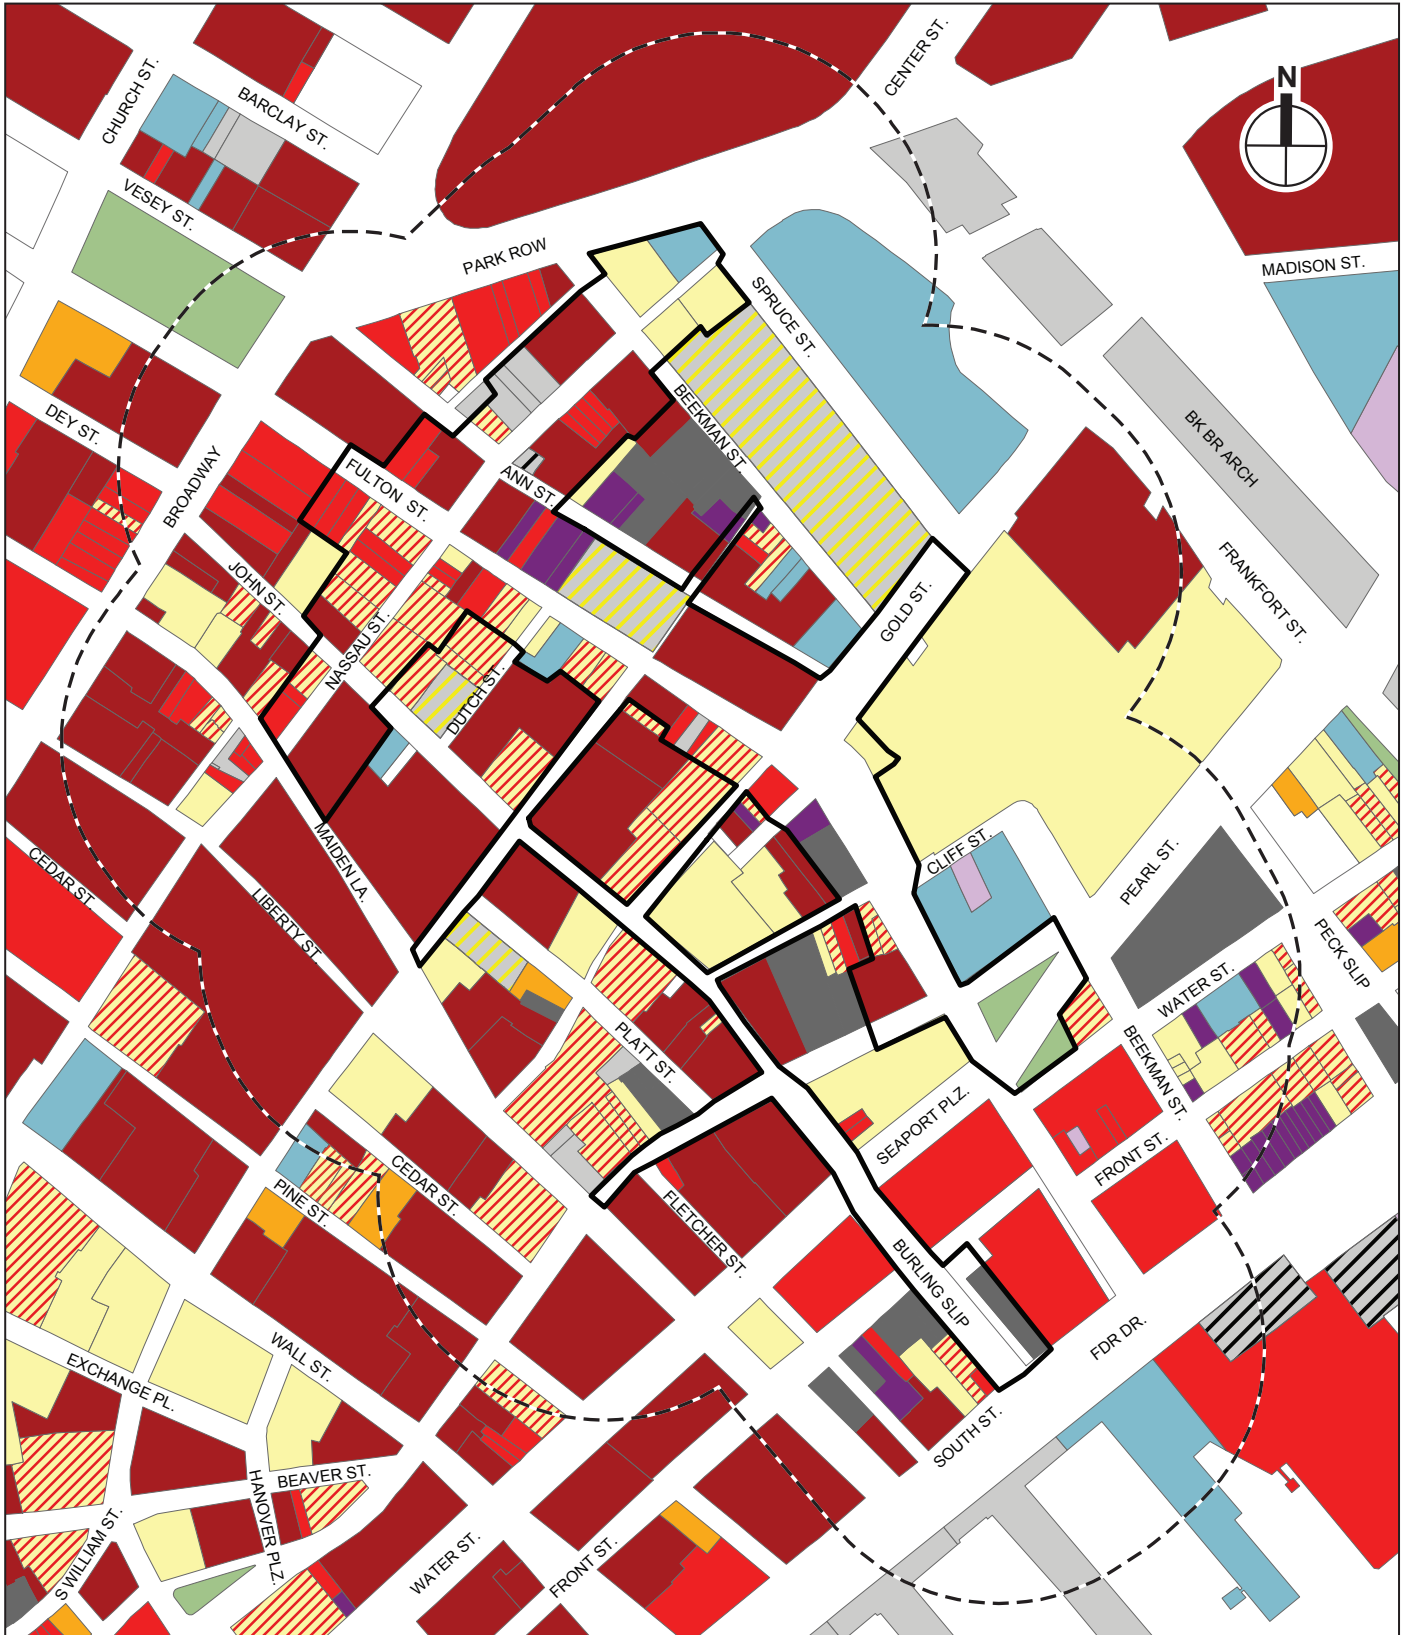 CENTER ST.
CHURCH ST.
N
BARCLAY ST.
VESEY ST.
PARK ROW
MADISON ST.
SPRUCE ST.
DEY ST.
BEEKMAN ST.
BK BR ARCH
BROADWAY
FULTON ST.
ANN ST
FRANKFORT ST.
JOHN ST.
GOLD ST.
NASSAU ST.
DUTCH ST.
CEDAR ST.
MAIDEN LA.
LIBERTY ST
CLIFF ST.
PEARL ST.
PECK SLIP
WATER ST.
PLATT ST.
BEEKMAN ST.
SEAPORT PLZ.
FRONT ST.
CEDAR ST.
PINE ST.
FLETCHER ST.
BURLING SLIP
FDR DR.
WALL ST.
EXCHANGE PL.
SOUTH ST.
BEAVER ST.
HANOVER PLZ.
S WILLIAM ST.
WATER ST.
FRONT ST.